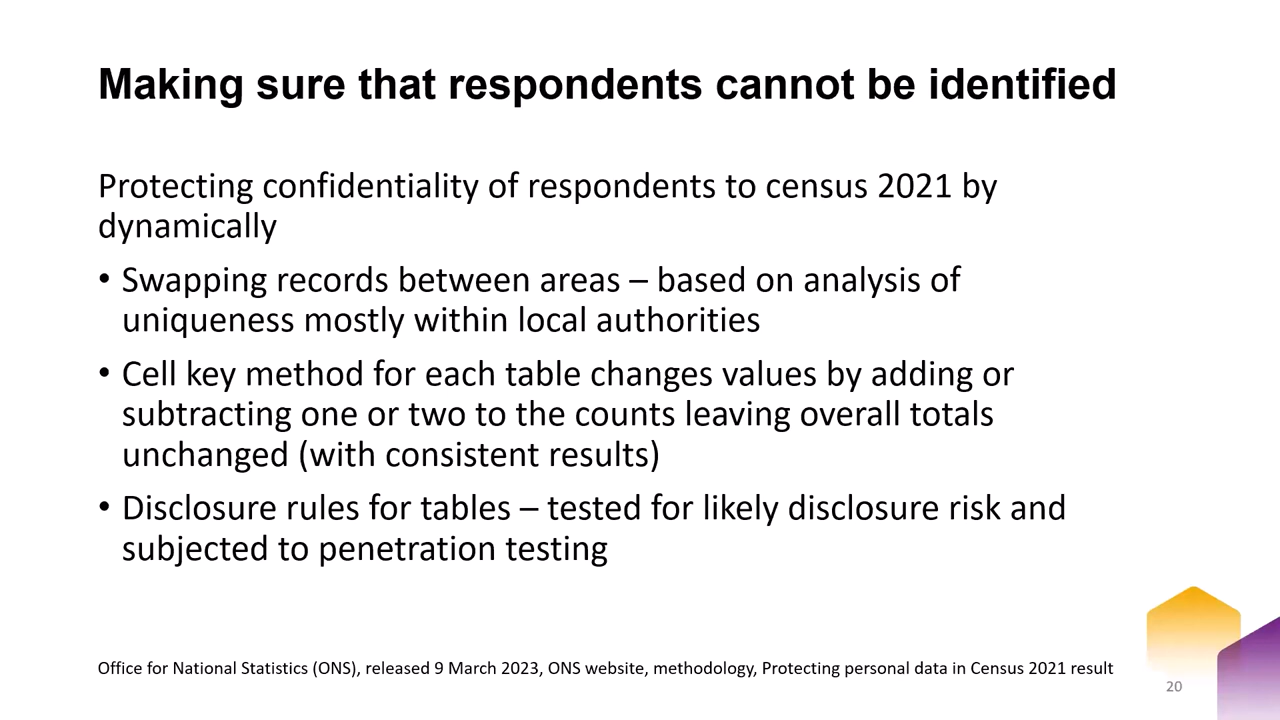 Making sure that respondents cannot be identified
Protecting confidentiality of respondents to census 2021 by
dynamically
• Swapping records between areas – based on analysis of
uniqueness mostly within local authorities
• Cell key method for each table changes values by adding or
subtracting one or two to the counts leaving overall totals
unchanged (with consistent results)
• Disclosure rules for tables – tested for likely disclosure risk and
subjected to penetration testing
Office for National Statistics (ONS), released 9 March 2023, ONS website, methodology, Protecting personal data in Census 2021 result
20